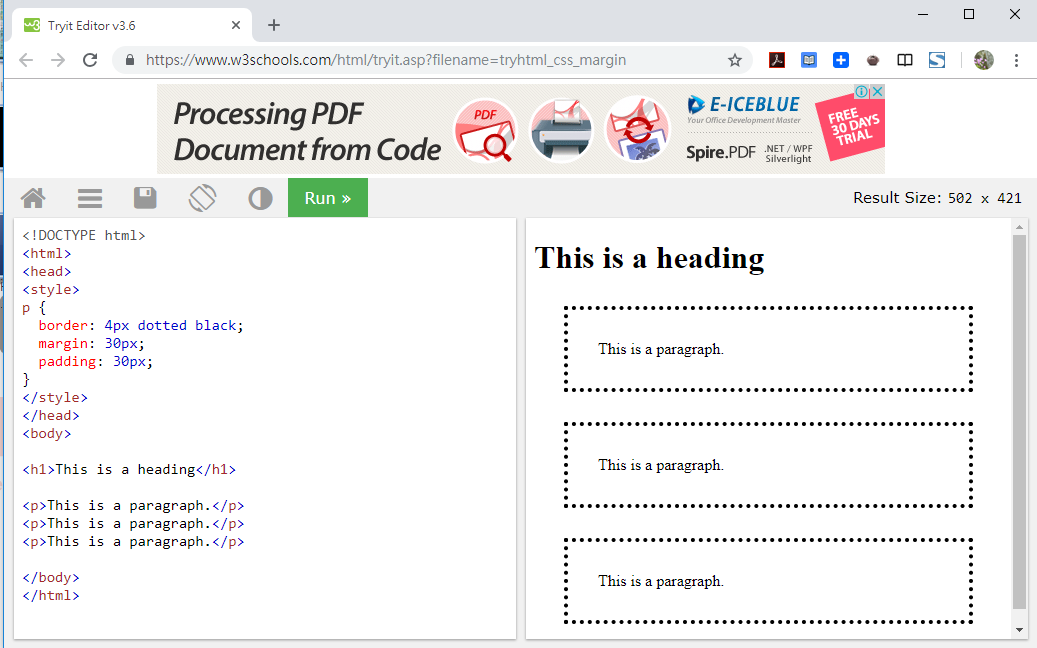 Tryit Editor v3.6
https://www.w3schools.com/html/tryit.asp?filename=tryhtml_css_margin
Processing PDF
Document from Code
PDF
E-ICEBLUE
Your Office Development Master
Spire.PDF
.NET / WPF
Silverlight
FREE
30 DAYS
TRIAL
Run »
Result Size: 502 x 421
<!DOCTYPE html>
<html>
<head>
<style>
p {
  border: 4px dotted black;
  margin: 30px;
  padding: 30px;
}
</style>
</head>
<body>

<h1>This is a heading</h1>

<p>This is a paragraph.</p>
<p>This is a paragraph.</p>
<p>This is a paragraph.</p>

</body>
</html>
This is a heading
This is a paragraph.
This is a paragraph.
This is a paragraph.